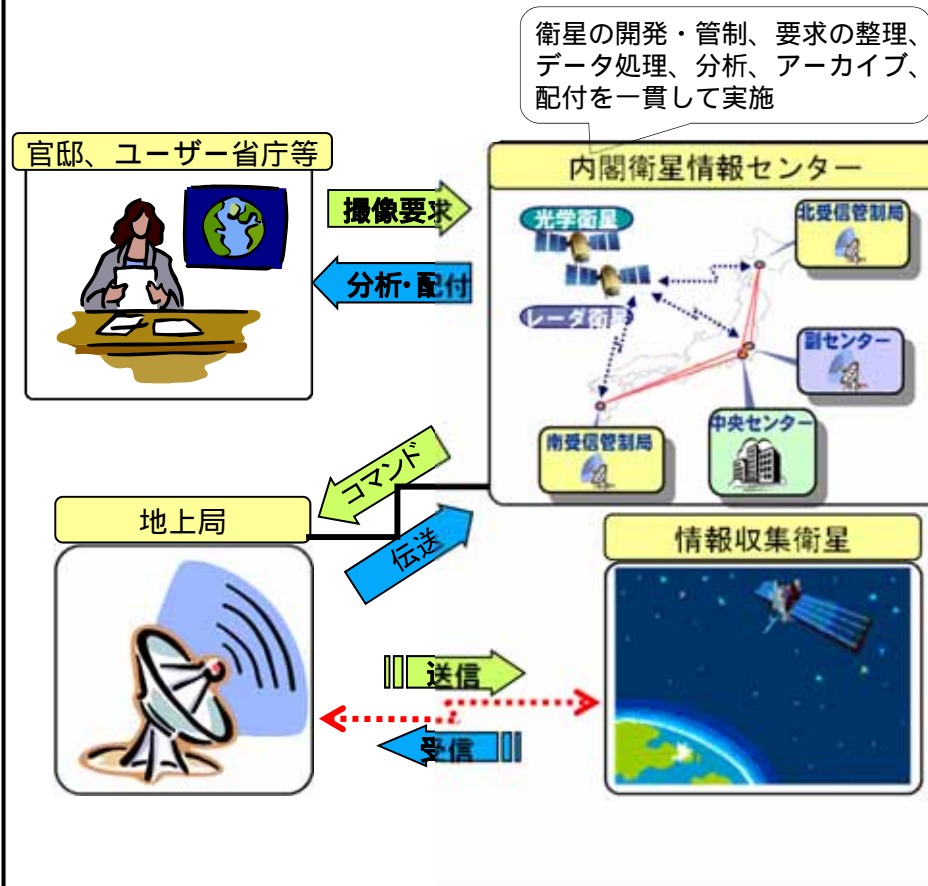 衛星の開発・管制、要求の整理、
データ処理、分析、アーカイブ、
配付を一貫して実施
官邸、ユーザー省庁等
内閣衛星情報センター
撮像要求
分析・配付
光学衛星
レーダ衛星
北受信管制局
副センター
中央センター
南受信管制局
コマンド
伝送
地上局
情報収集衛星
送信
受信